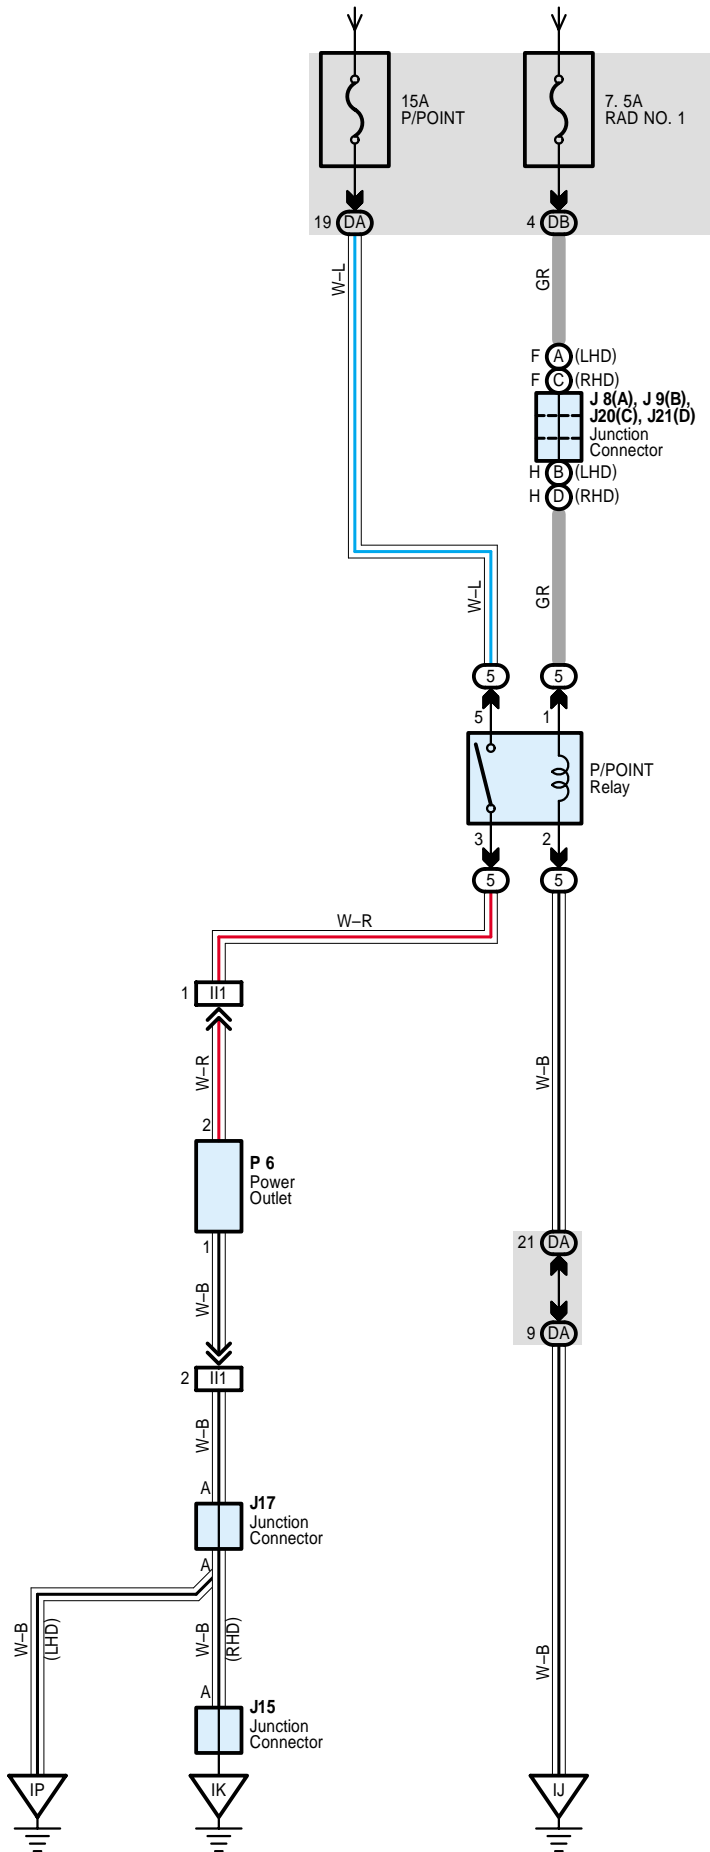 15A
P/POINT
7. 5A
RAD NO. 1
19 DA
4 DB
W–L
GR
F A (LHD)
F C (RHD)
J 8(A), J 9(B),
J20(C), J21(D)
Junction
Connector
H B (LHD)
H D (RHD)
W–L
GR
5
5
5
1
P/POINT
Relay
3
2
5
5
W–R
1 II1
W–R
W–B
2
P 6
Power
Outlet
1
21 DA
W–B
9 DA
2 II1
W–B
A
J17
Junction
Connector
A
W–B
(LHD)
W–B
(RHD)
W–B
A
J15
Junction
Connector
IP
IK
IJ